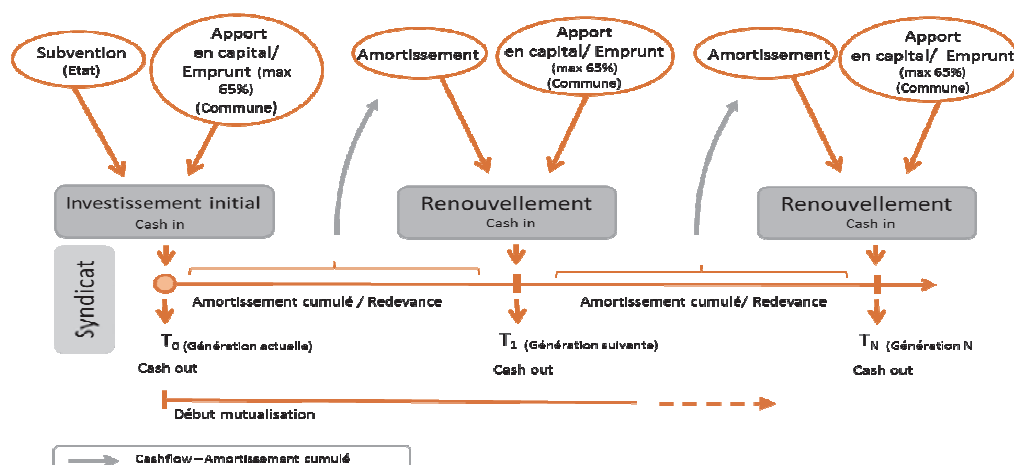 Subvention
(Etat)
Apport
en capital/
Emprunt (max
65%)
(Commune)
Amortissement
Apport
en capital/ Emprunt
(max 65%)
(Commune)
Amortissement
Apport
en capital/ Emprunt
(max 65%)
(Commune)
Investissement initial
Cash in
Renouvellement
Cash in
Renouvellement
Cash in
Syndicat
Amortissement cumulé / Redevance
Amortissement cumulé/ Redevance
T0 (Génération actuelle)
Cash out
T1 (Génération suivante)
Cash out
TN (Génération N
Cash out
Début mutualisation
Cashflow—Amortissement cumulé